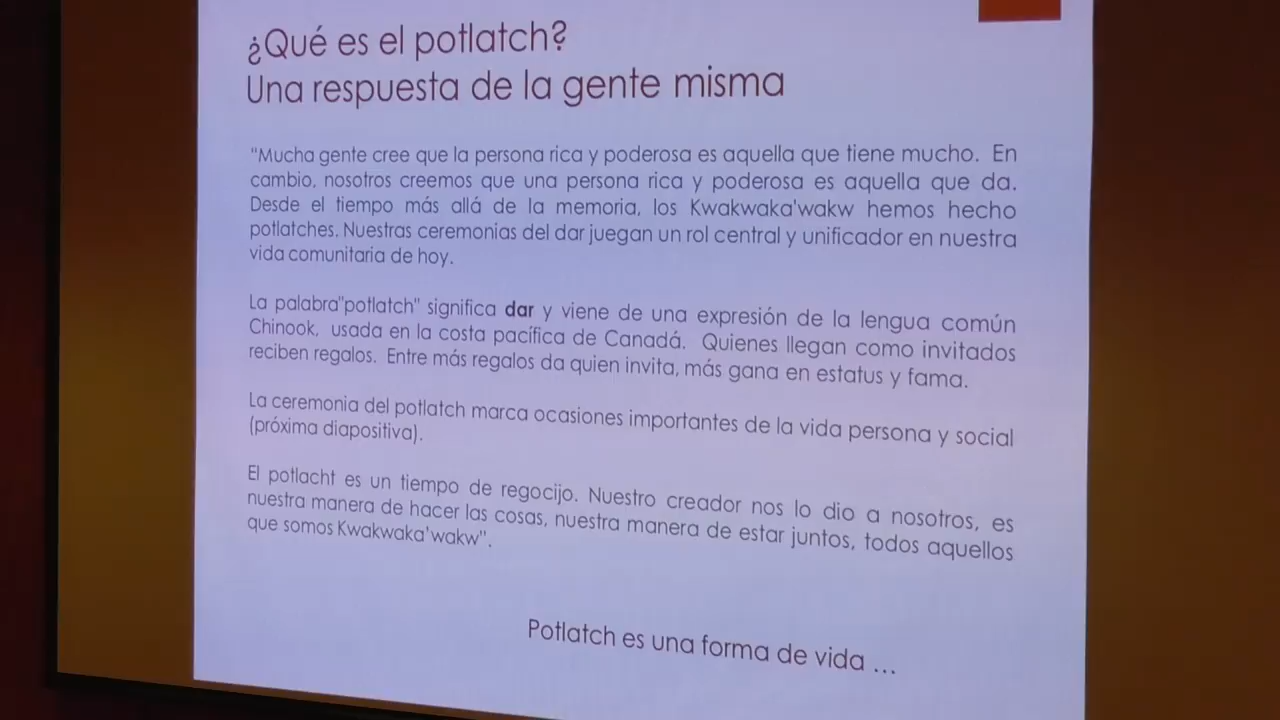 ¿Qué es el potlatch?
Una respuesta de la gente misma
"Mucha gente cree que la persona rica y poderosa es aquella que tiene mucho. En
cambio, nosotros creemos que una persona rica y poderosa es aquella que da.
Desde el tiempo más allá de la memoria, los Kwakwaka'wakw hemos hecho
potlatches. Nuestras ceremonias del dar juegan un rol central y unificador en nuestra
vida comunitaria de hoy.
La palabra"potlatch" significa dar y viene de una expresión de la lengua común
Chinook, usada en la costa pacífica de Canadá. Quienes llegan como invitados
reciben regalos. Entre más regalos da quien invita, más gana en estatus y fama.
La ceremonia del potlatch marca ocasiones importantes de la vida persona y social
(próxima diapositiva).
El potlacht es un tiempo de regocijo. Nuestro creador nos lo dio a nosotros, es
nuestra manera de hacer las cosas, nuestra manera de estar juntos, todos aquellos
que somos Kwakwaka'wakw".
Potlatch es una forma de vida ...